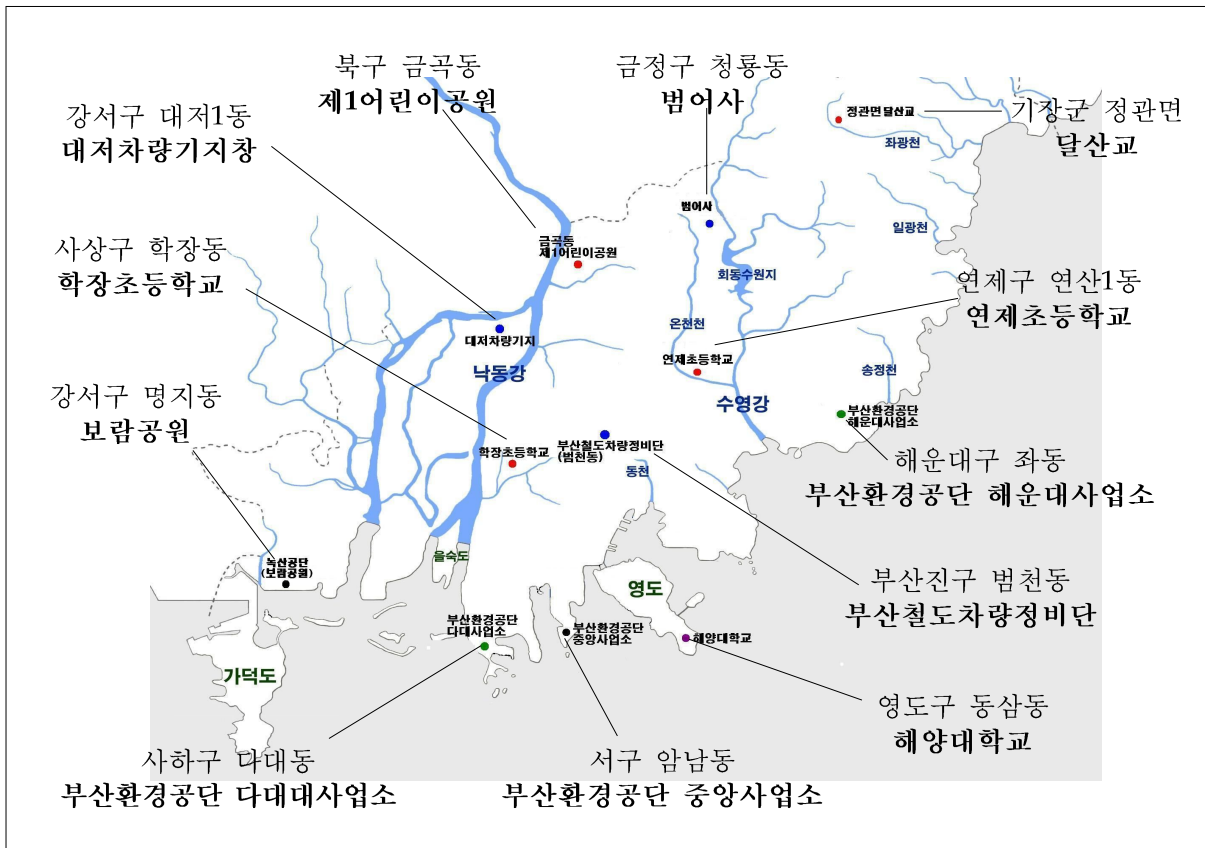 북구 금곡동
제1어린이공원
금정구 청룡동
범어사
강서구 대저1동
대저차량기지창
정관면 달산교
기장군 정관면
달산교
좌광천
범어사
일광천
사상구 학장동
학장초등학교
금곡동
제1어린이공원
회동수원지
연제구 연산1동
연제초등학교
온천천
대저차량기지
낙동강
연제초등학교
송정천
수영강
강서구 명지동
보람공원
부산환경공단
해운대사업소
학장초등학교
부산철도차량정비단
(범천동)
동천
해운대구 좌동
부산환경공단 해운대사업소
녹산공단
(보람공원)
을숙도
영도
부산진구 범천동
부산철도차량정비단
부산환경공단
다대사업소
부산환경공단
중앙사업소
해양대학교
가덕도
영도구 동삼동
해양대학교
사하구 다대동
부산환경공단 다대대사업소
서구 암남동
부산환경공단 중앙사업소